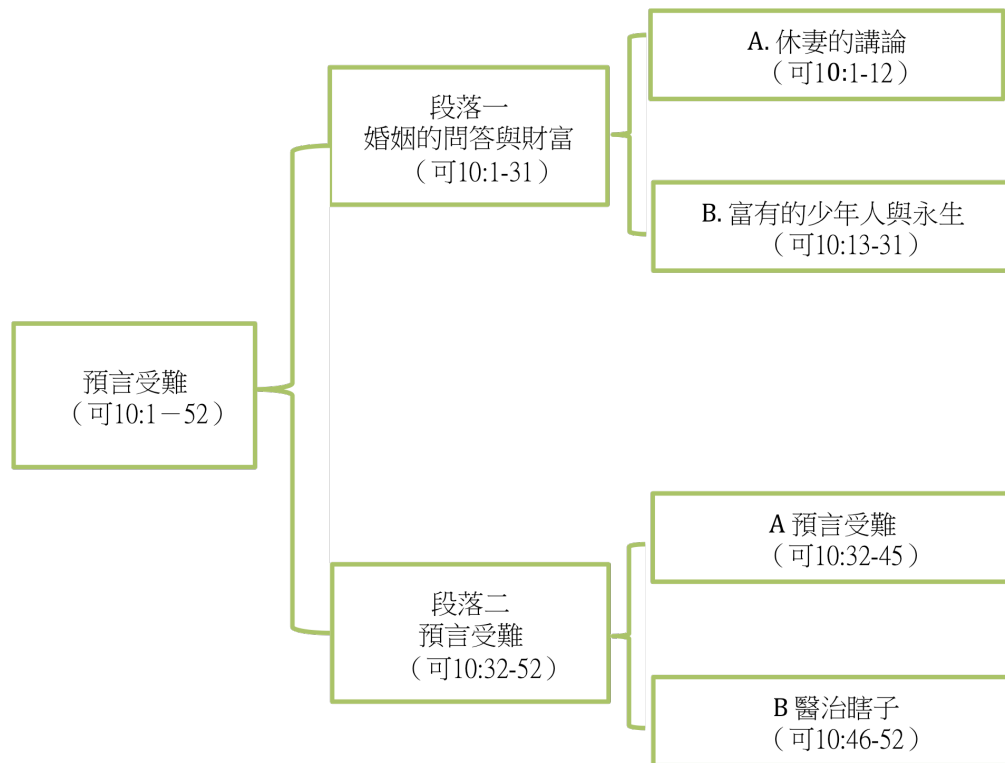 預言受難
（可10:1－52）
段落一
婚姻的問答與財富
（可10:1-31）
A. 休妻的講論
（可10:1-12）
B. 富有的少年人與永生
（可10:13-31）
段落二
預言受難
（可10:32-52）
A 預言受難
（可10:32-45）
B 醫治瞎子
（可10:46-52）